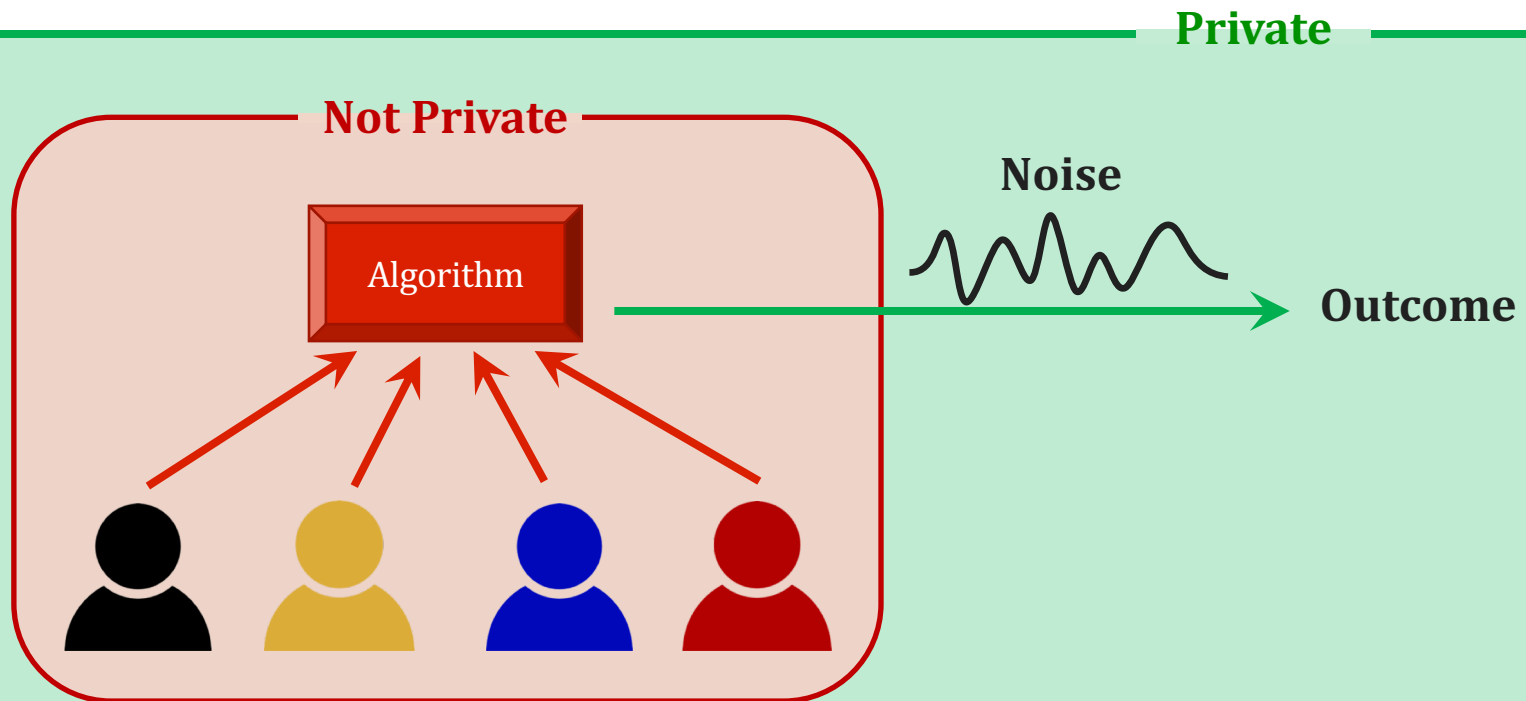 Private
Not Private
Noise
Algorithm
Outcome